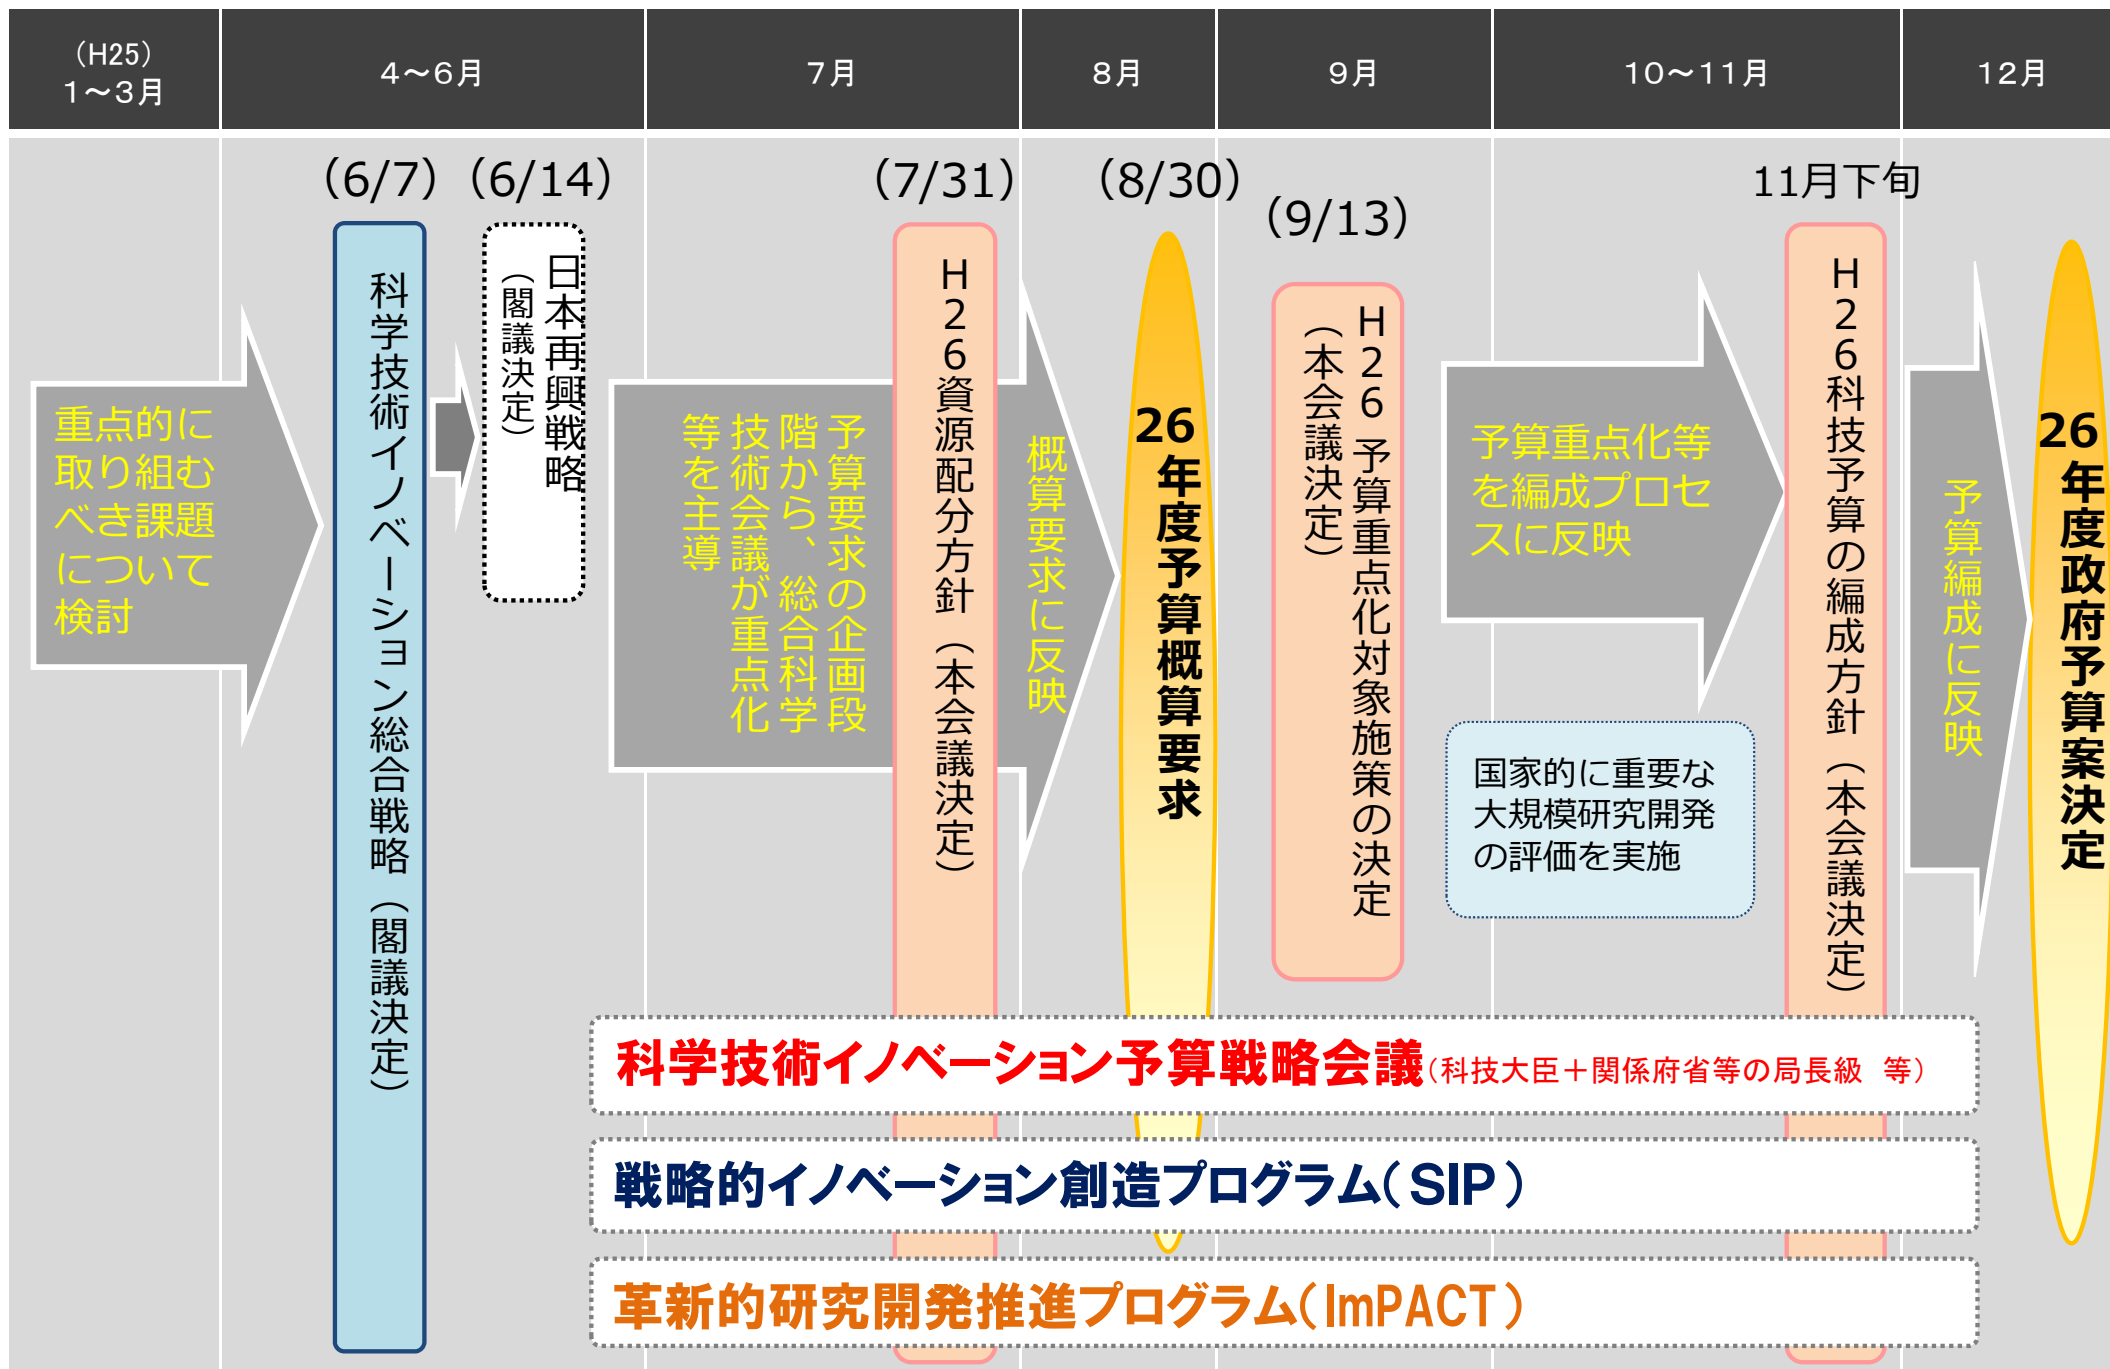 （H25）
１～３月
４～６月
７月
８月
９月
１０～１１月
１２月
（6/7）
（6/14）
（7/31）
（8/30）
（9/13）
11月下旬
重点的に
取り組む
べき課題
について
検討
科学技術イノベーション総合戦略（閣議決定）
日本再興戦略
（閣議決定）
予算要求の企画段
階から、総合科学
技術会議が重点化
等を主導
H26資源配分方針（本会議決定）
概算要求に反映
26年度予算概算要求
H26予算重点化対象施策の決定
（本会議決定）
予算重点化等
を編成プロセ
スに反映
国家的に重要な
大規模研究開発
の評価を実施
H26科技予算の編成方針（本会議決定）
予算編成に反映
26年度政府予算案決定
科学技術イノベーション予算戦略会議（科技大臣＋関係府省等の局長級　等）
戦略的イノベーション創造プログラム（SIP）
革新的研究開発推進プログラム（ImPACT）